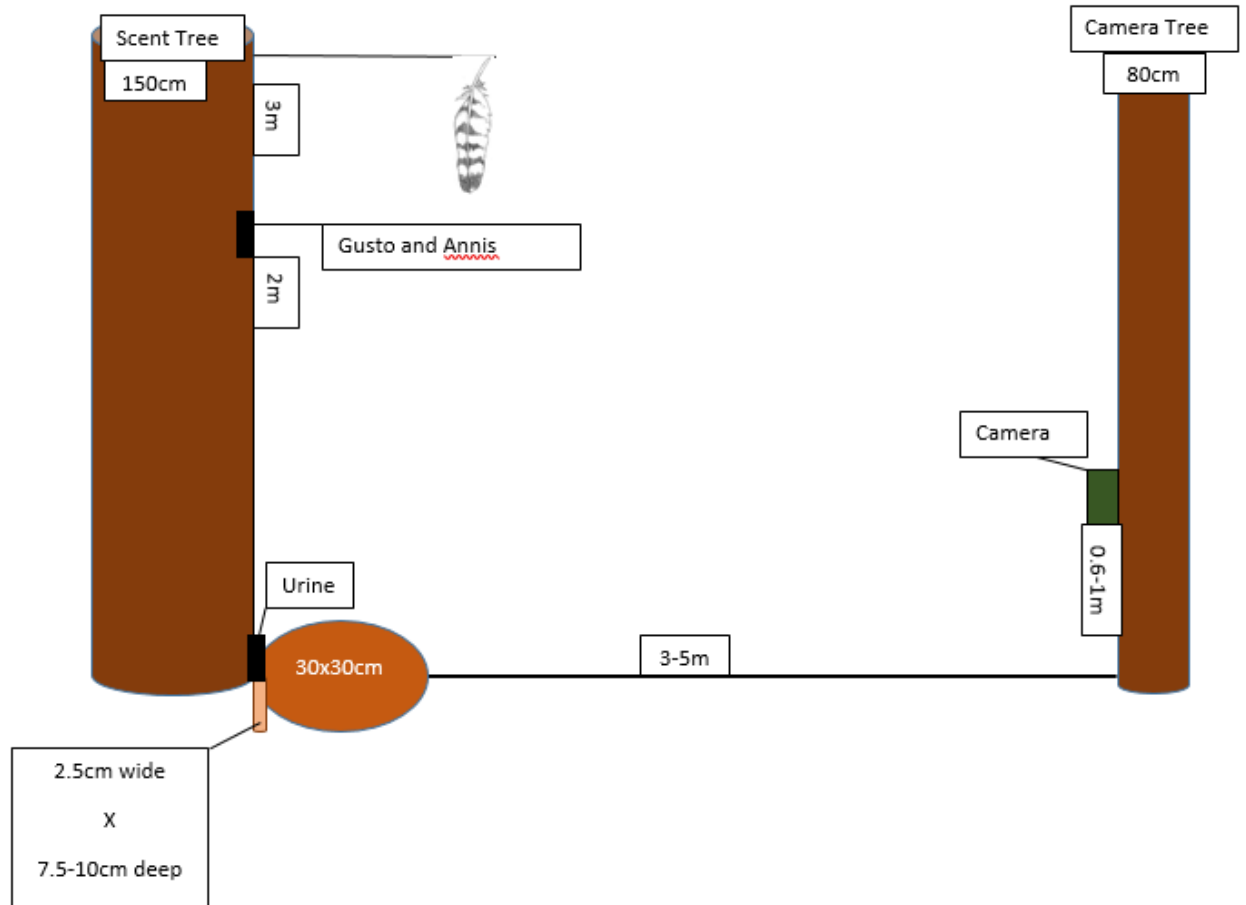 Scent Tree
150cm
3m
Gusto and Annis
2m
Camera Tree
80cm
Camera
0.6-1m
Urine
30x30cm
3-5m
2.5cm wide
X
7.5-10cm deep